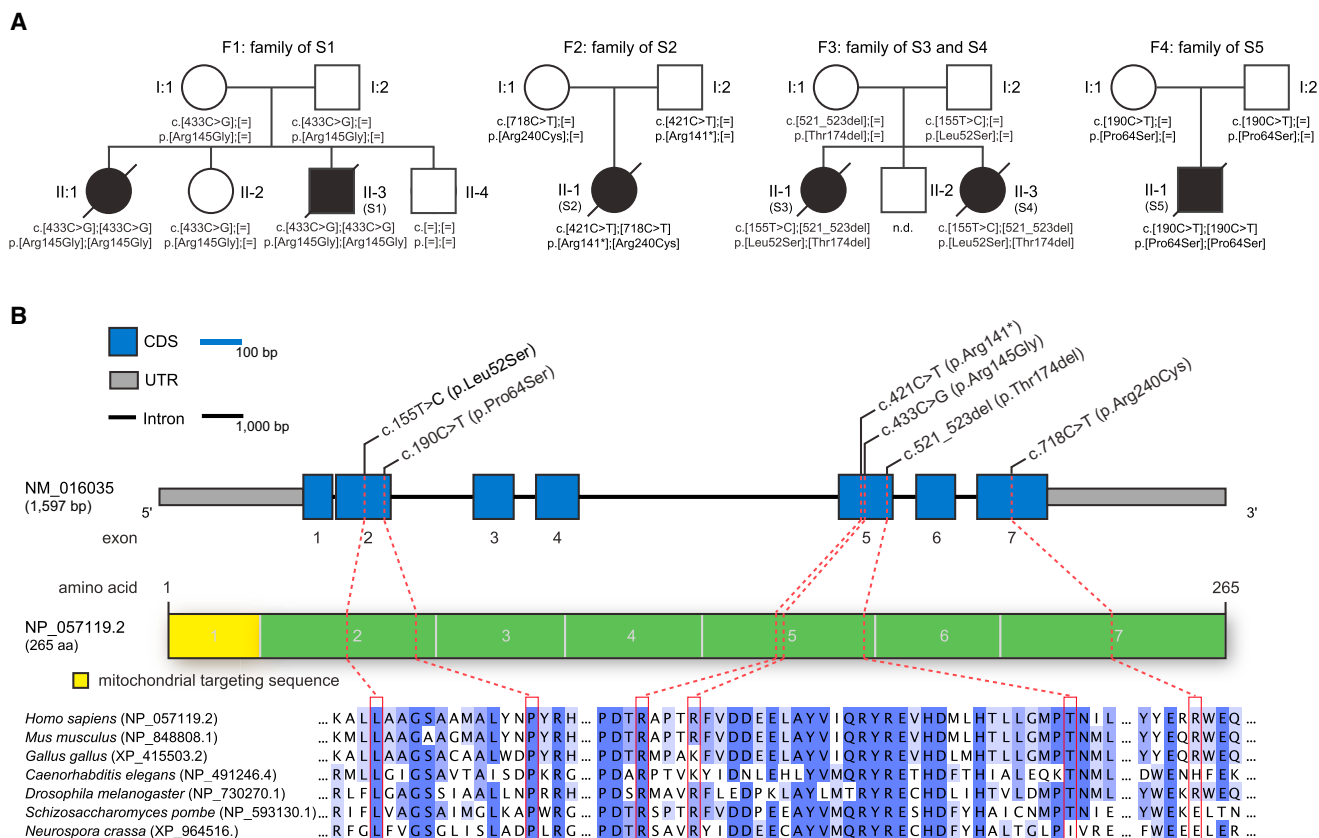 A
F1: family of S1
F2: family of S2
F3: family of S3 and S4
F4: family of S5
I:1
I:2
I:1
I:2
I:1
I:2
I:1
I:2
c.[433C>G];[=]
p.[Arg145Gly];[=]
c.[433C>G];[=]
p.[Arg145Gly];[=]
c.[718C>T];[=]
p.[Arg240Cys];[=]
c.[421C>T];[=]
p.[Arg141*];[=]
c.[521_523del];[=]
p.[Thr174del];[=]
c.[155T>C];[=]
p.[Leu52Ser];[=]
c.[190C>T];[=]
p.[Pro64Ser];[=]
c.[190C>T];[=]
p.[Pro64Ser];[=]
II:1
II-2
II-3
(S1)
II-4
II-1
(S2)
II-1
(S3)
II-2
II-3
(S4)
II-1
(S5)
c.[433C>G];[433C>G]
p.[Arg145Gly];[Arg145Gly]
c.[433C>G];[=]
p.[Arg145Gly];[=]
c.[433C>G];[433C>G]
p.[Arg145Gly];[Arg145Gly]
c.[=];[=]
p.[=];[=]
c.[421C>T];[718C>T]
p.[Arg141*];[Arg240Cys]
c.[155T>C];[521_523del]
p.[Leu52Ser];[Thr174del]
n.d.
c.[155T>C];[521_523del]
p.[Leu52Ser];[Thr174del]
c.[190C>T];[190C>T]
p.[Pro64Ser];[Pro64Ser]
B
CDS
100 bp
UTR
Intron
1,000 bp
c.155T>C (p.Leu52Ser)
c.190C>T (p.Pro64Ser)
c.421C>T (p.Arg141*)
c.433C>G (p.Arg145Gly)
c.521_523del (p.Thr174del)
c.718C>T (p.Arg240Cys)
NM_016035
(1,597 bp)
5'
3'
exon
1
2
3
4
5
6
7
amino acid
1
265
NP_057119.2
(265 aa)
1
2
3
4
5
6
7
mitochondrial targeting sequence
Homo sapiens (NP_057119.2) ... K A L L A A G S A A M A L Y N P Y R H ... P D T R A P T R F V D D E E L A Y V I Q R Y R E V H D M L H T L L G M P T N I L ... Y Y E R R W E Q ...
Mus musculus (NP_848808.1) ... K M L L A A G A A G M A L Y N P Y R H ... P D T R A P T R F V D D E E L A Y V I Q R Y R E V H D M L H T L L G M P T N M L ... Y Y E Q R W E Q ...
Gallus gallus (XP_415503.2) ... K A L L A A G S A C A A L W D P Y R H ... P D T R M P A K F V D D E E L A Y V I Q R Y R E V H D L M H T L L G M P T N M L ... Y Y E Q R W E Q ...
Caenorhabditis elegans (NP_491246.4) ... R M L L G I G S A V T A I S D P K R G ... P D A R P T V K Y I D N L E H L Y V M Q R Y R E T H D F T H I A L E Q K T N M L ... D W E N H F E K ...
Drosophila melanogaster (NP_730270.1) ... R L F L G A G S S I A A L L N P R R H ... P D S R M A V R F L E D P K L A Y L M T R Y R E C H D L I H T V L D M P T N M L ... Y W E K R W E Q ...
Schizosaccharomyces pombe (NP_593130.1) ... R I F L V A G S A I M G L K A P W R G ... P D T R S P T R F V D D P E E A Y V M Q R Y R E S H D F Y H A I C N M P T N I E ... Y W E K E L T N ...
Neurospora crassa (XP_964516.) ... R F G L F V G S G L I S L A D P L R G ... P D T R S A V R Y I D D E E C A Y V M Q R Y R E C H D F Y H A L T G L P I V R E ... F W E E L E R V ...